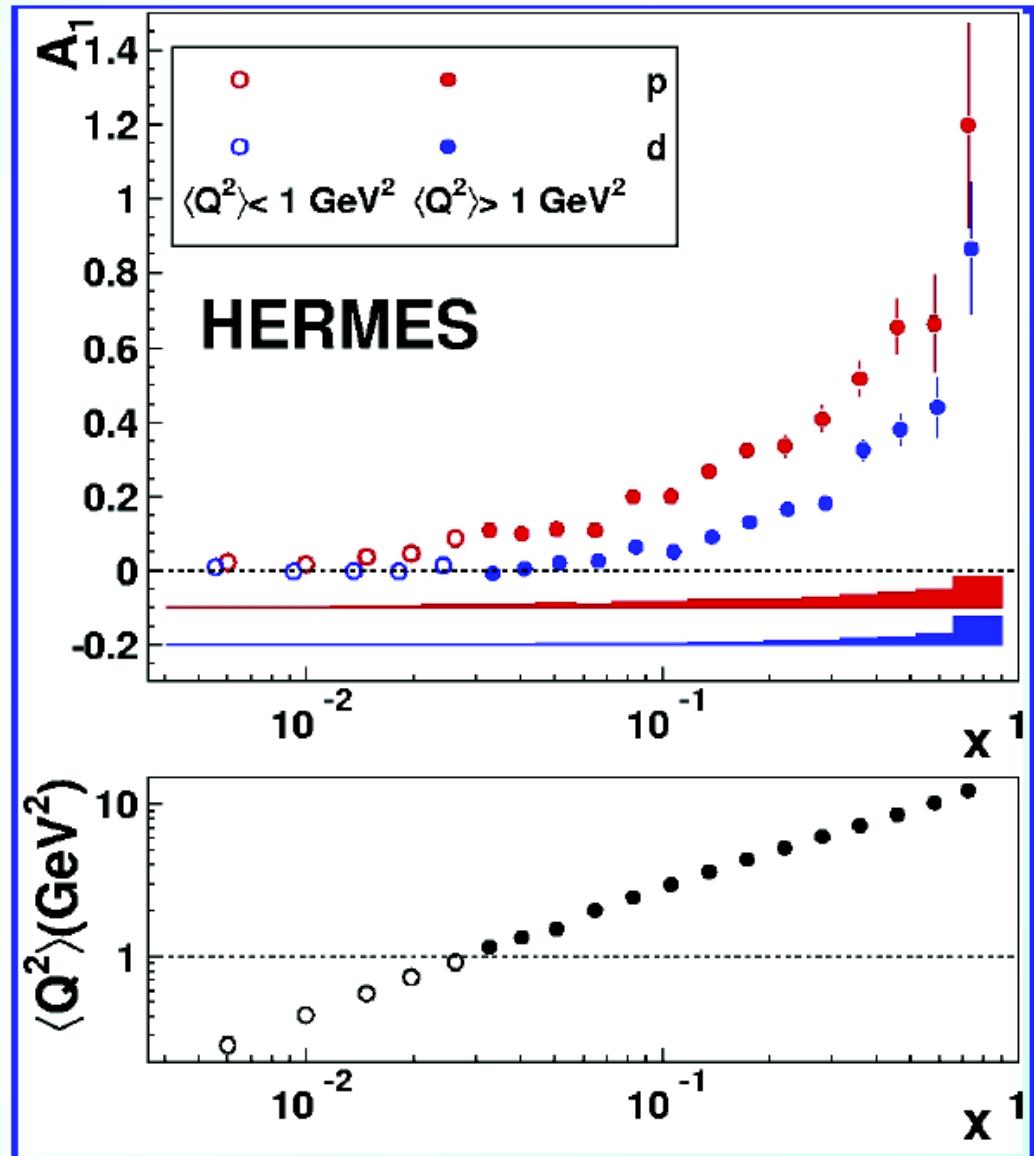 A₁
1.4
1.2
1
0.8
0.6
0.4
0.2
0
-0.2
p
d
⟨Q²⟩< 1 GeV² ⟨Q²⟩> 1 GeV²
HERMES
10⁻² 10⁻¹ 1
x
⟨Q²⟩(GeV²)
10
1
10⁻² 10⁻¹ 1
x